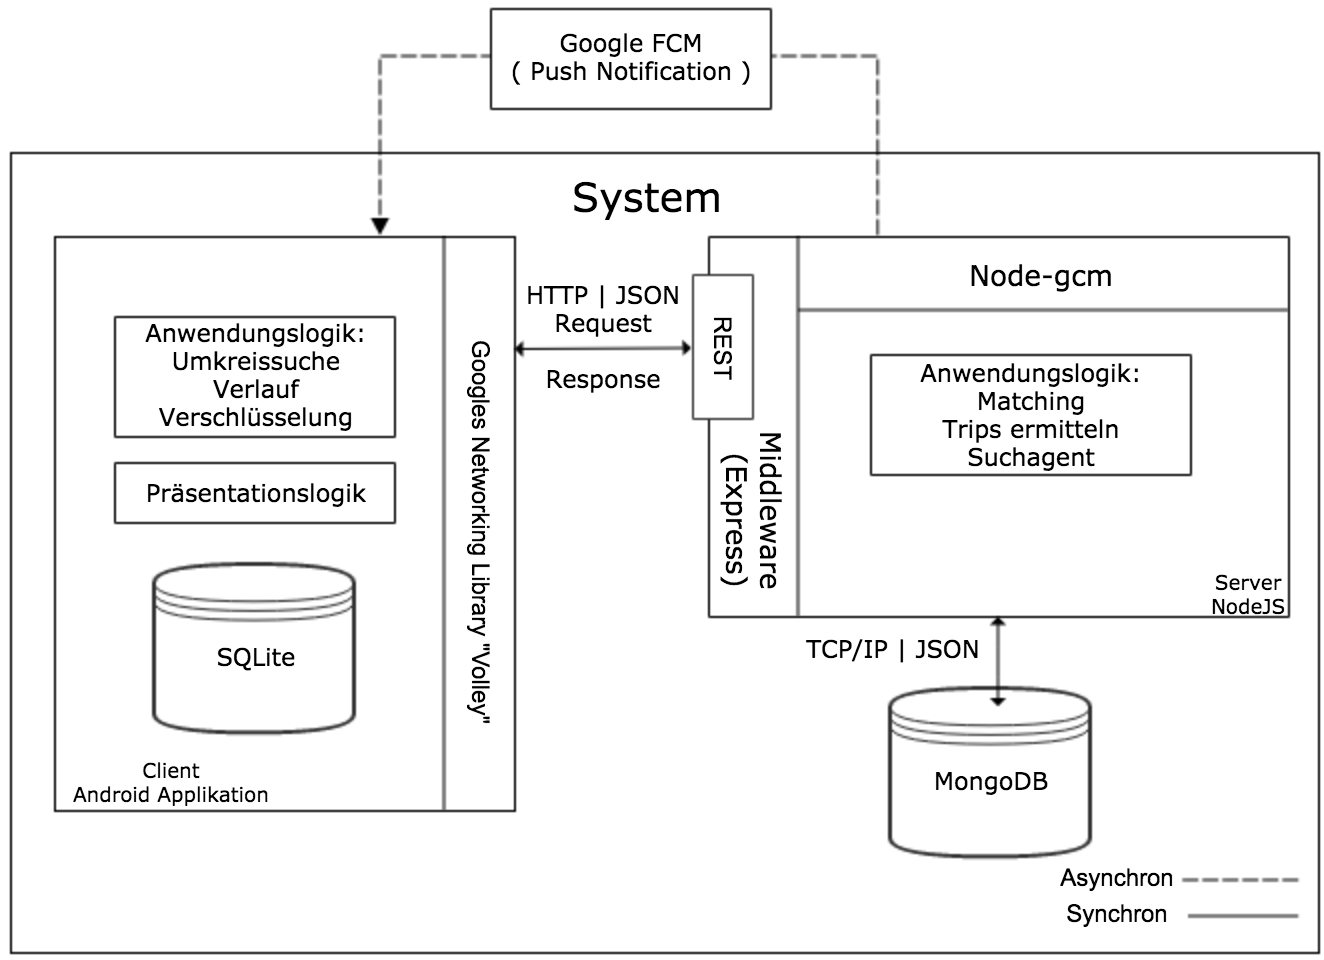 Google FCM
( Push Notification )
System
Anwendungslogik:
Umkreissuche
Verlauf
Verschlüsselung
Präsentationslogik
SQLite
Client
Android Applikation
Googles Networking Library "Volley"
HTTP | JSON
Request
Response
REST
Middleware
(Express)
Node-gcm
Anwendungslogik:
Matching
Trips ermitteln
Suchagent
Server
NodeJS
TCP/IP | JSON
MongoDB
Asynchron
Synchron